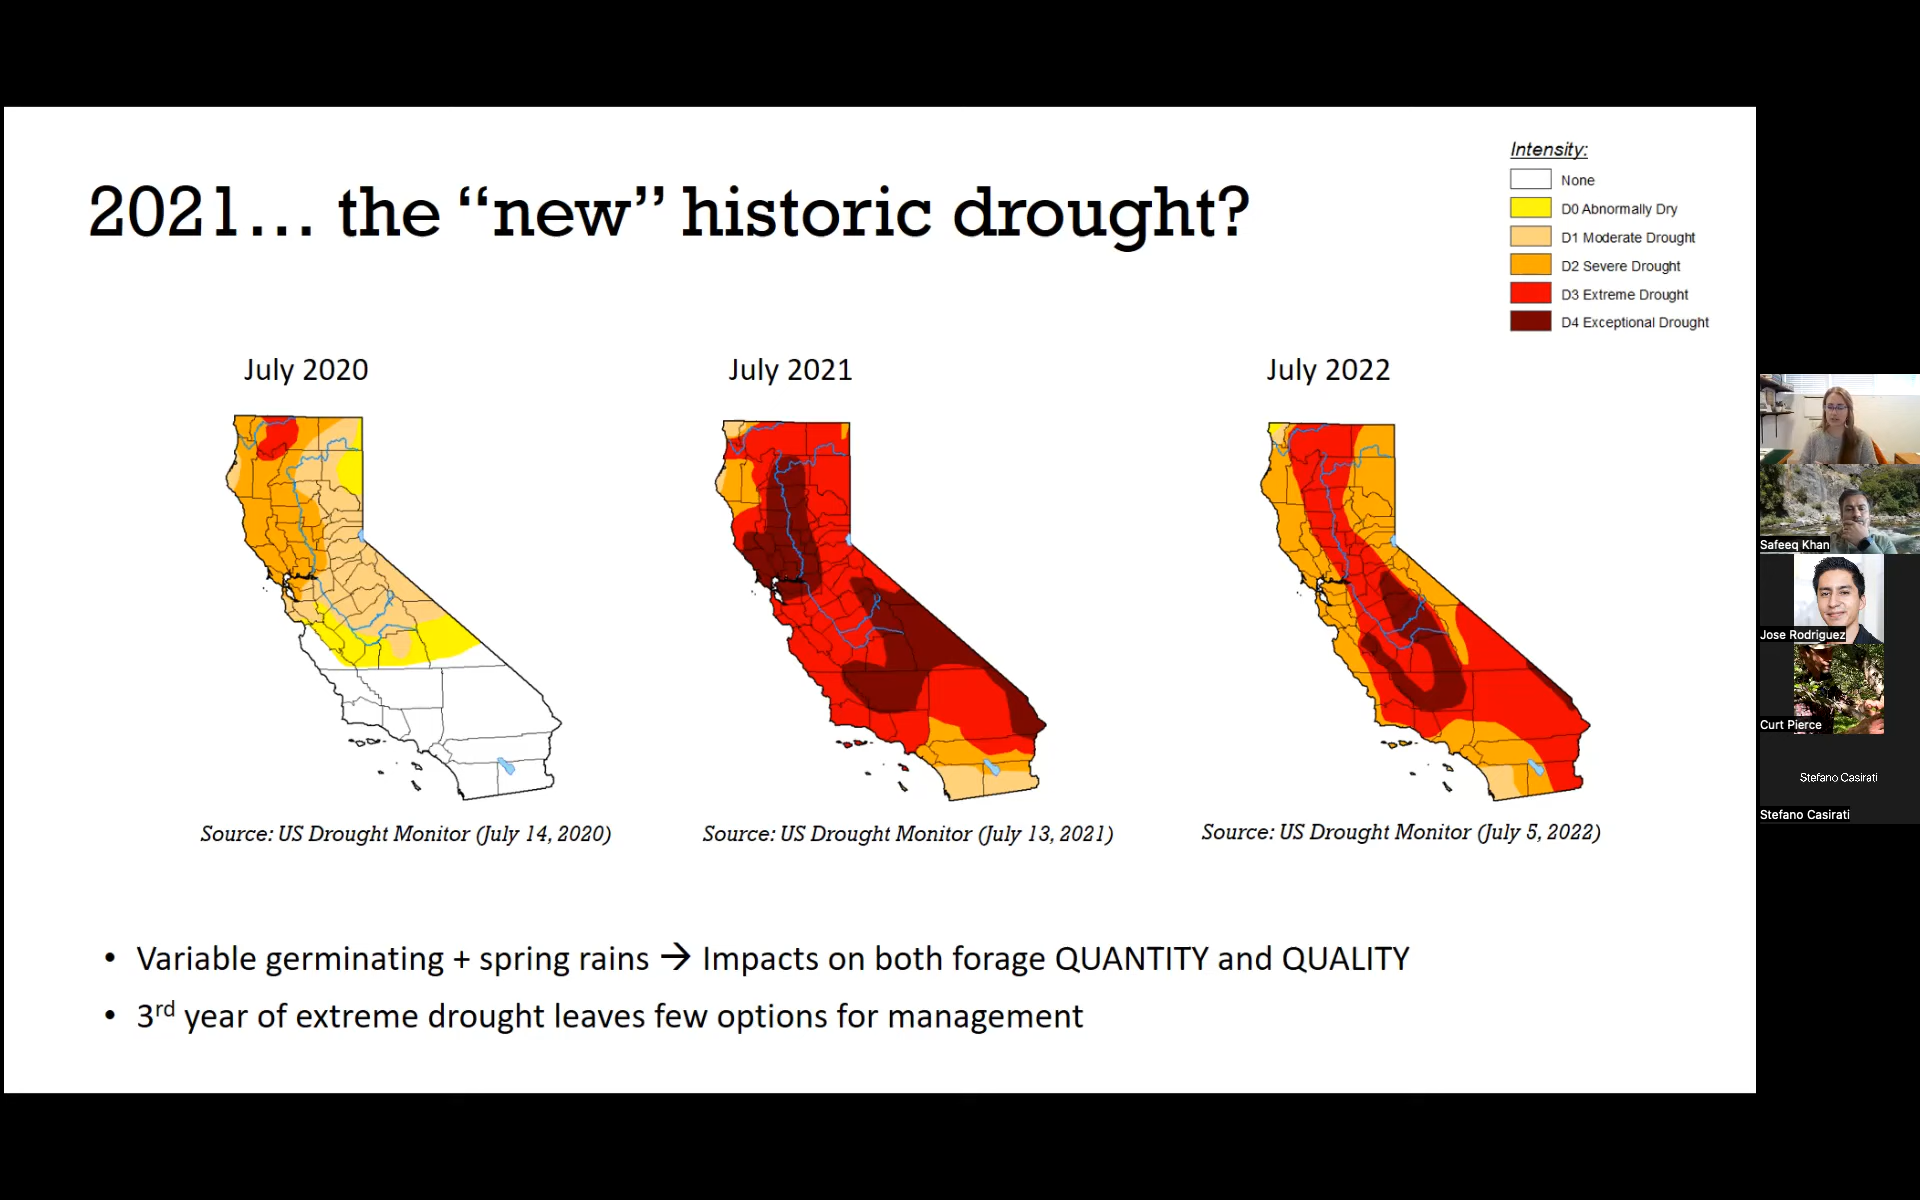 2021… the “new” historic drought?
Intensity:
None
D0 Abnormally Dry
D1 Moderate Drought
D2 Severe Drought
D3 Extreme Drought
D4 Exceptional Drought
July 2020
July 2021
July 2022
Source: US Drought Monitor (July 14, 2020)
Source: US Drought Monitor (July 13, 2021)
Source: US Drought Monitor (July 5, 2022)
• Variable germinating + spring rains → Impacts on both forage QUANTITY and QUALITY
• 3rd year of extreme drought leaves few options for management
Safeeq Khan
Jose Rodriguez
Curt Pierce
Stefano Casirati
Stefano Casirati